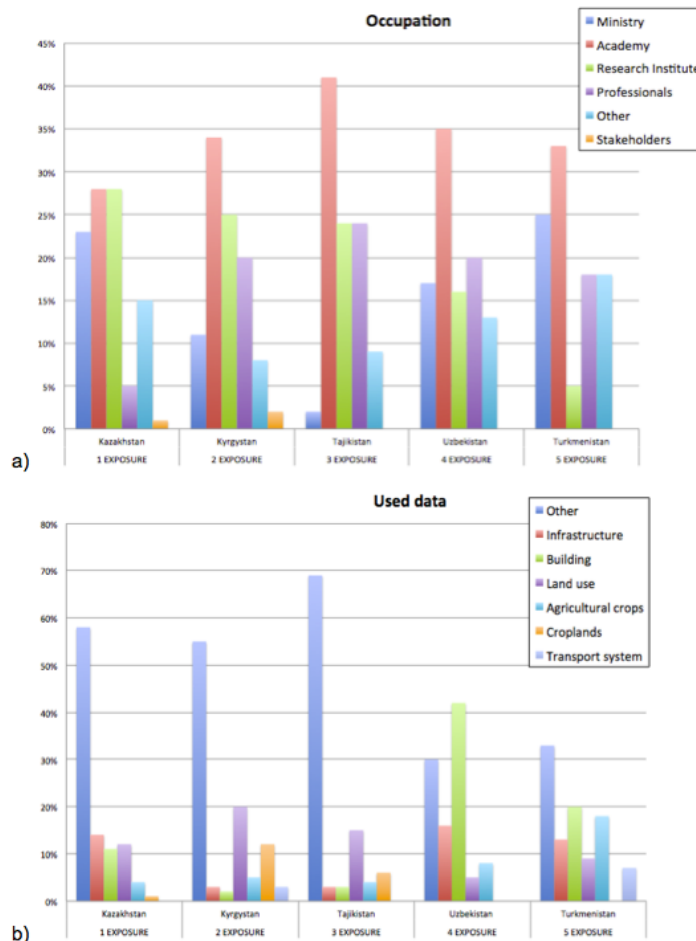 Occupation
Ministry
Academy
Research Institute
Professionals
Other
Stakeholders
45%
40%
35%
30%
25%
20%
15%
10%
5%
0%
Kazakhstan Kyrgystan Tajikistan Uzbekistan Turkmenistan
1 EXPOSURE 2 EXPOSURE 3 EXPOSURE 4 EXPOSURE 5 EXPOSURE
a)
Used data
Other
Infrastructure
Building
Land use
Agricultural crops
Croplands
Transport system
80%
70%
60%
50%
40%
30%
20%
10%
0%
Kazakhstan Kyrgystan Tajikistan Uzbekistan Turkmenistan
1 EXPOSURE 2 EXPOSURE 3 EXPOSURE 4 EXPOSURE 5 EXPOSURE
b)